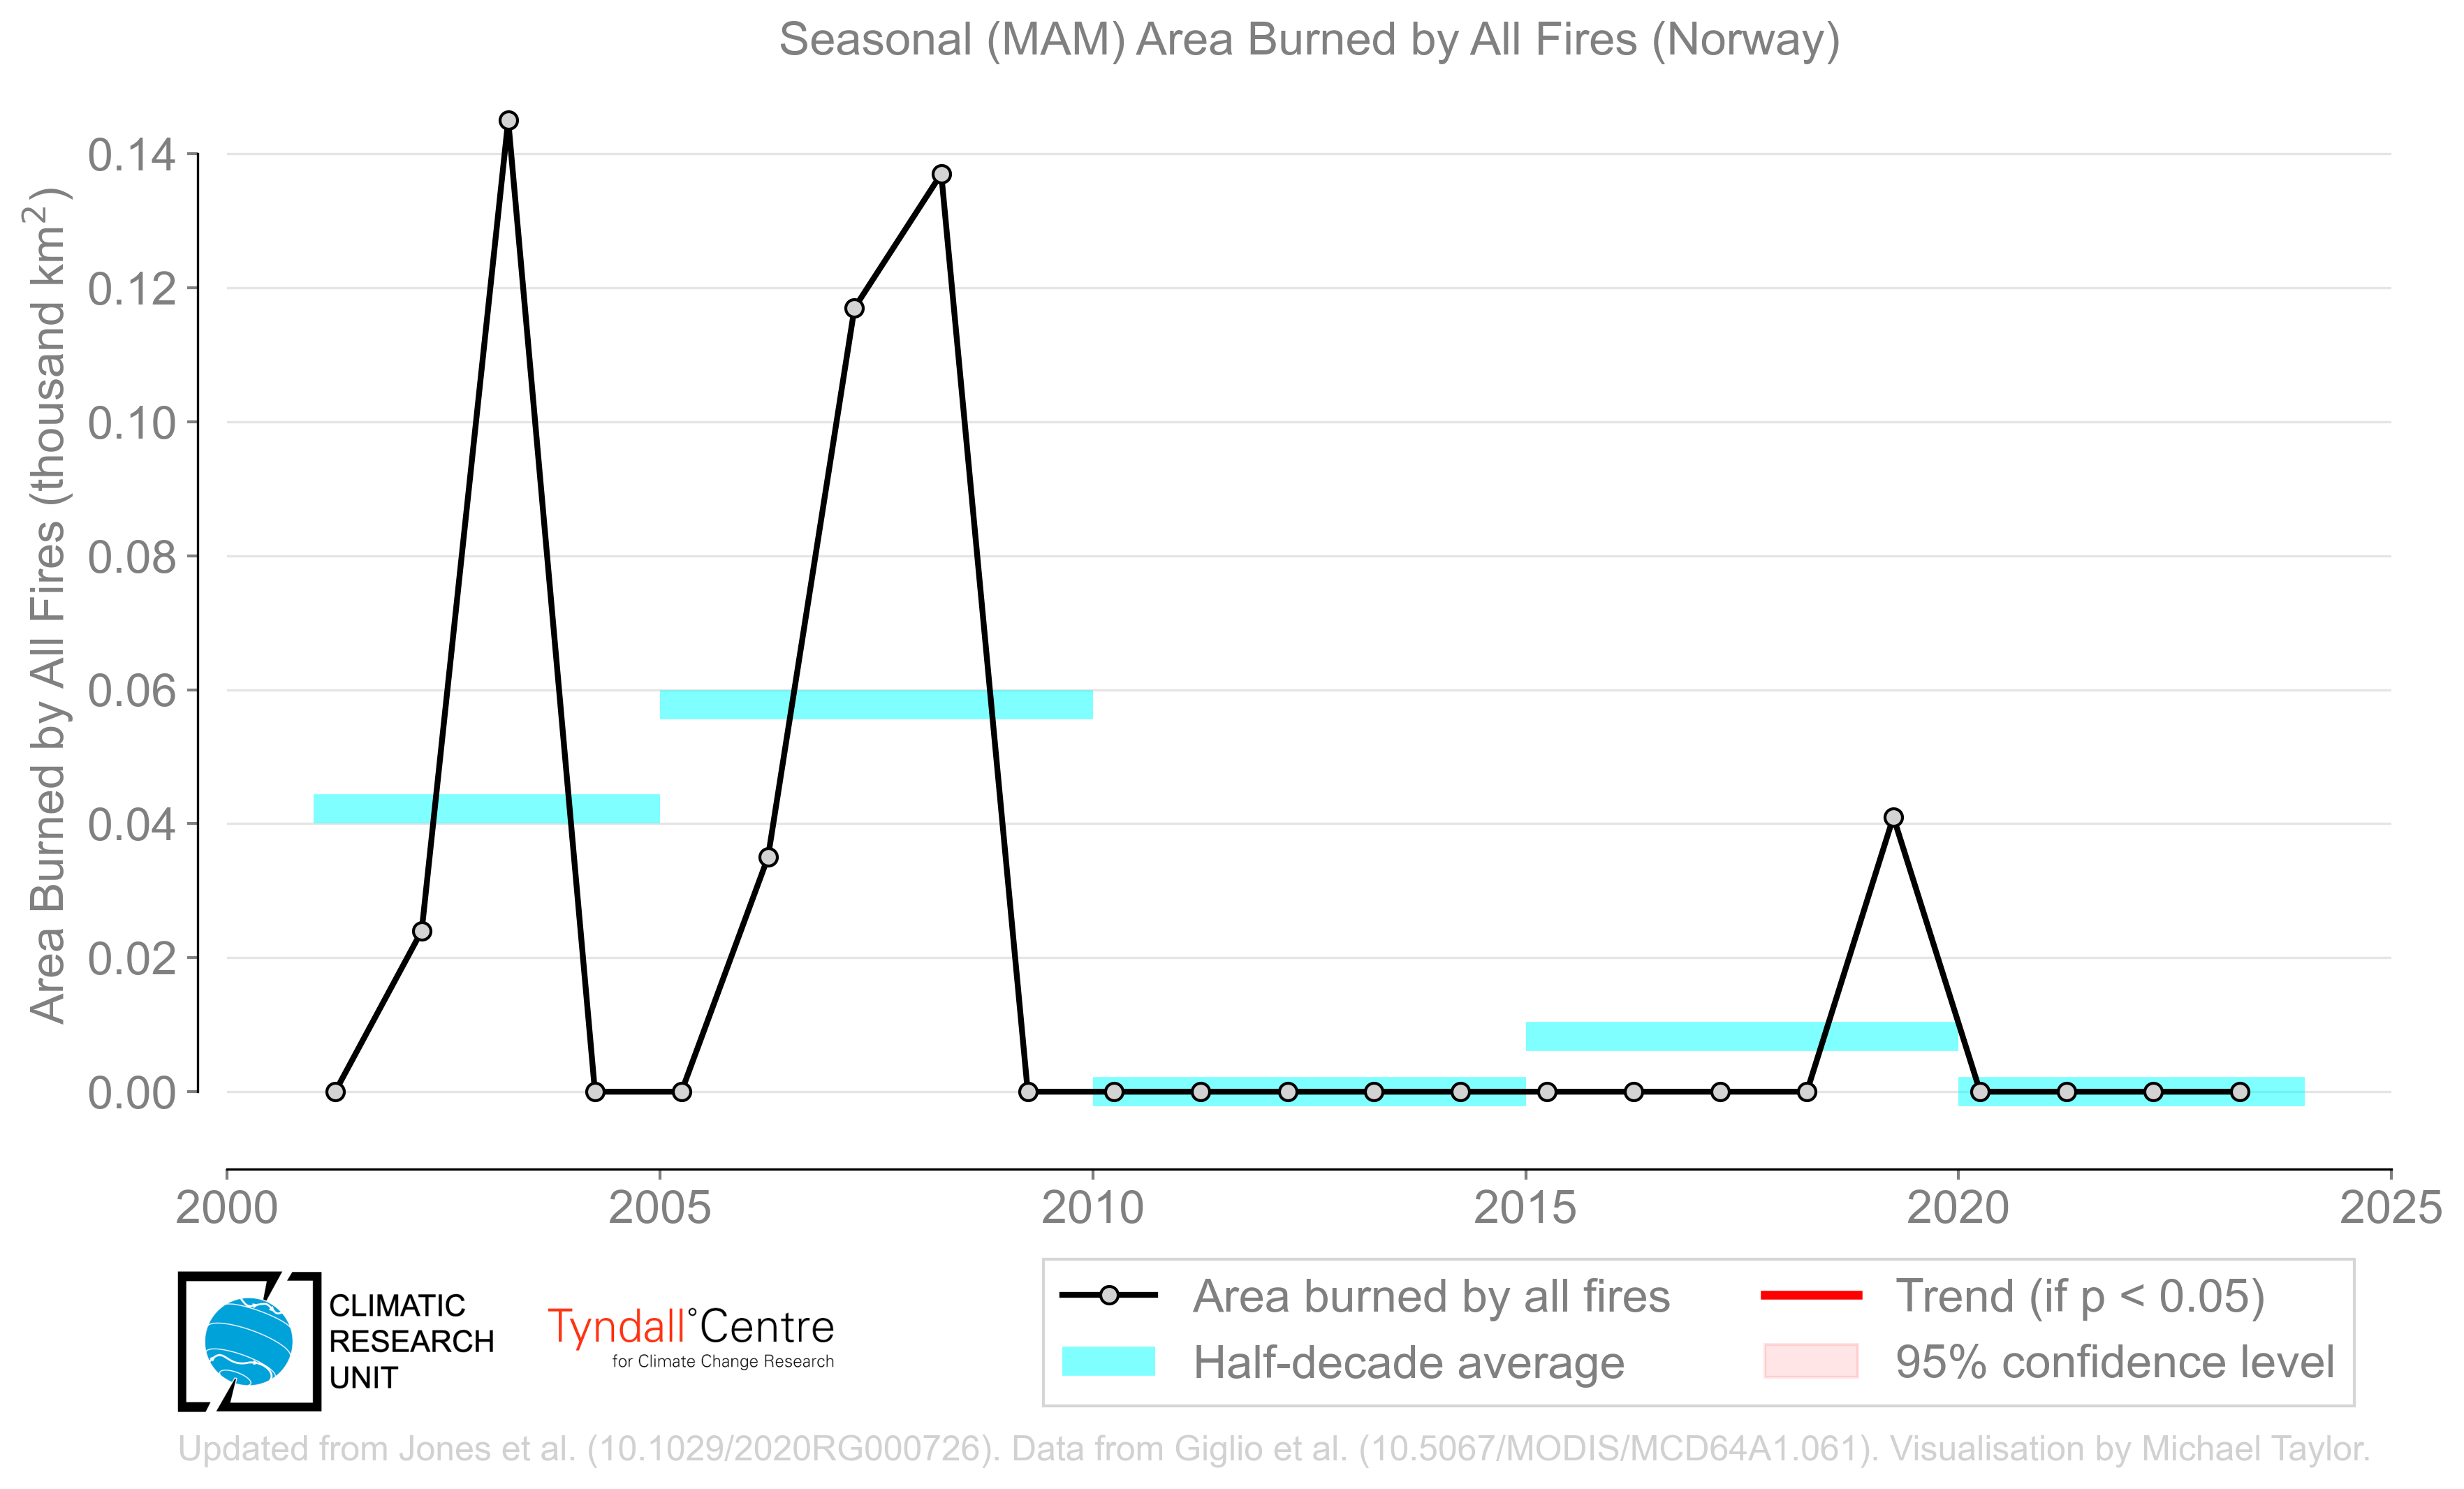 Seasonal (MAM) Area Burned by All Fires (Norway)
Area Burned by All Fires (thousand km²)
0.14
0.12
0.10
0.08
0.06
0.04
0.02
0.00
2000 2005 2010 2015 2020 2025
CLIMATIC
RESEARCH
UNIT
Tyndall°Centre
for Climate Change Research
Area burned by all fires
Half-decade average
Trend (if p < 0.05)
95% confidence level
Updated from Jones et al. (10.1029/2020RG000726). Data from Giglio et al. (10.5067/MODIS/MCD64A1.061). Visualisation by Michael Taylor.